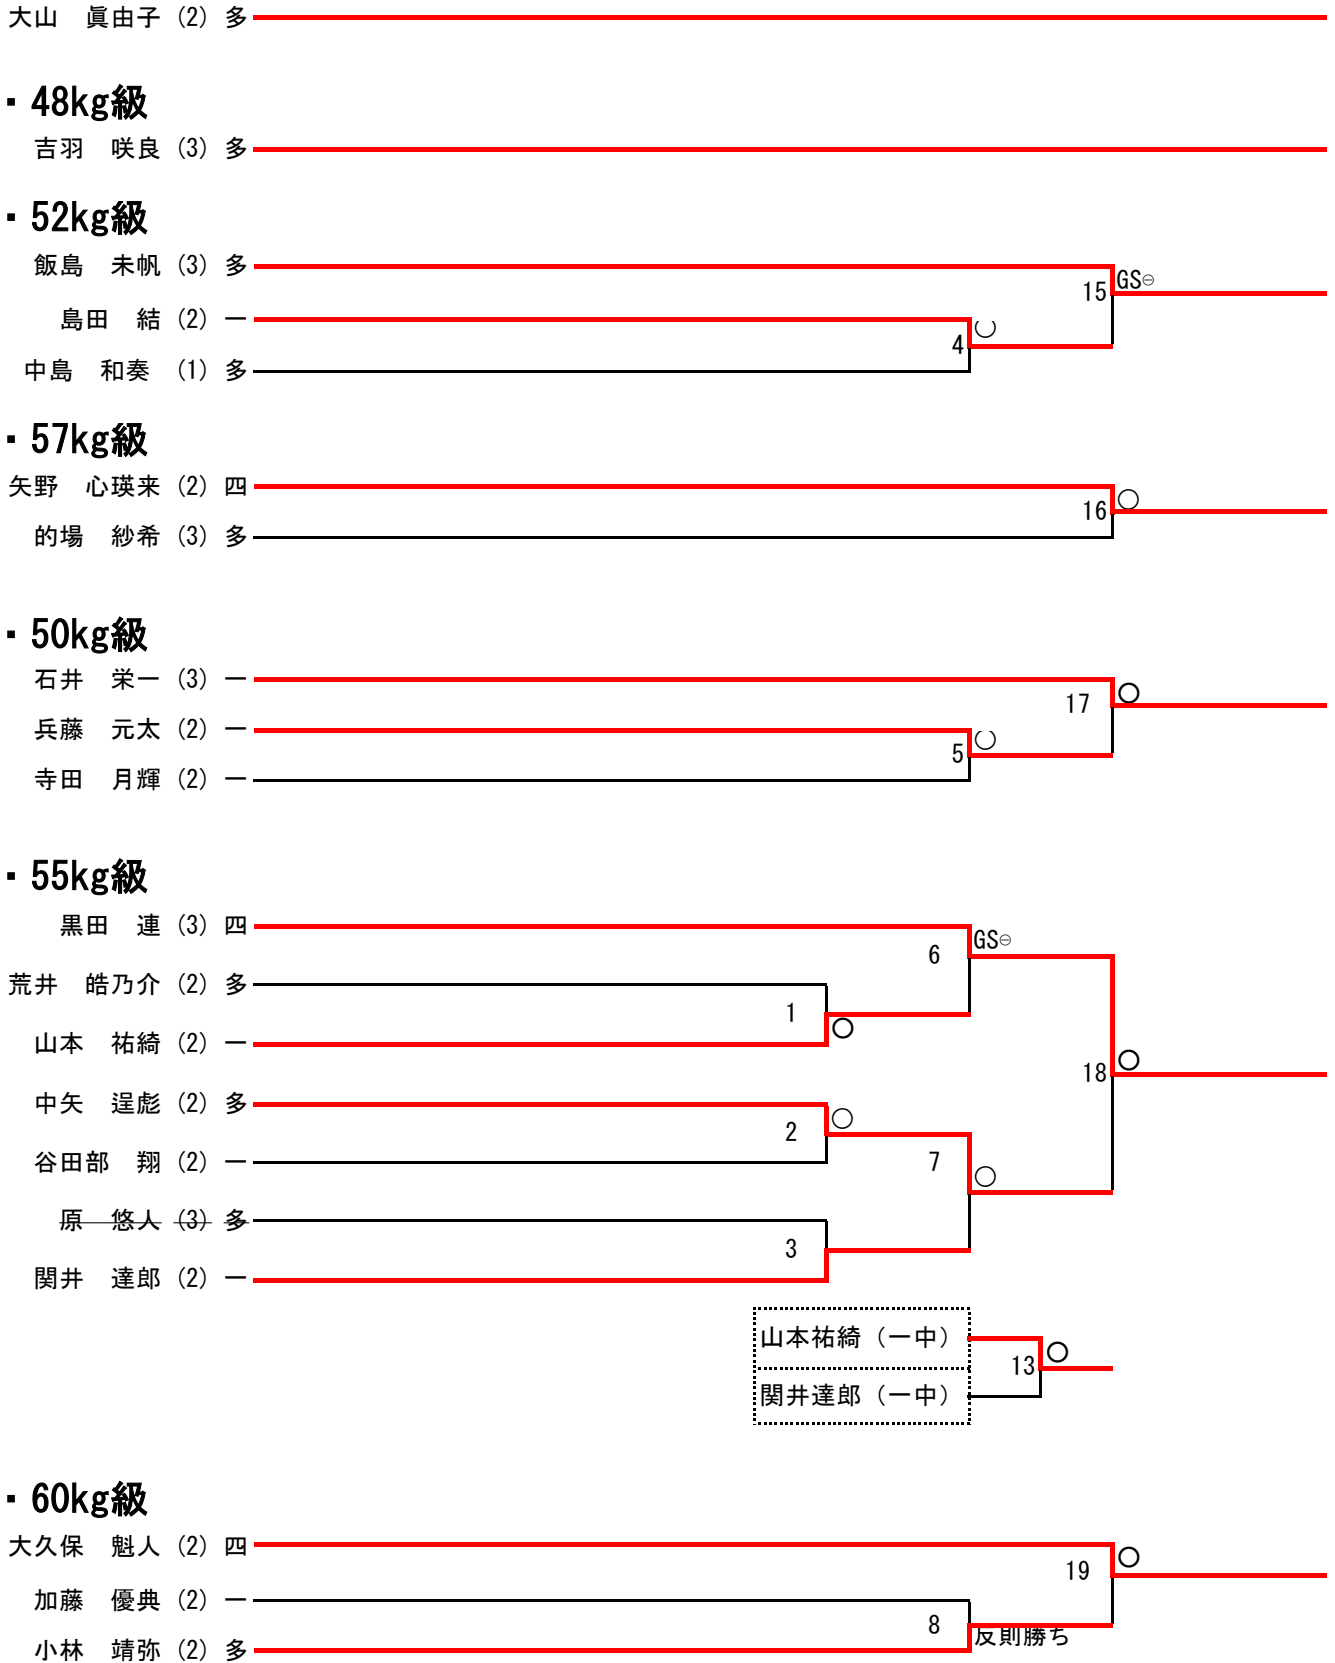 大山　眞由子 (2) 多
・48kg級
吉羽　咲良 (3) 多
・52kg級
飯島　未帆 (3) 多
15 GS⊖
島田　結 (2) 一
4 ○
中島　和奏 (1) 多
・57kg級
矢野　心瑛来 (2) 四
16 ○
的場　紗希 (3) 多
・50kg級
石井　栄一 (3) 一
17 ○
兵藤　元太 (2) 一
5 ○
寺田　月輝 (2) 一
・55kg級
黒田　連 (3) 四
6 GS⊖
荒井　皓乃介 (2) 多
1 ○
山本　祐綺 (2) 一
18 ○
中矢　逞彪 (2) 多
2 ○
谷田部　翔 (2) 一
7 ○
原　悠人 (3) 多
3
関井　達郎 (2) 一
山本祐綺（一中）
13 ○
関井達郎（一中）
・60kg級
大久保　魁人 (2) 四
19 ○
加藤　優典 (2) 一
8 反則勝ち
小林　靖弥 (2) 多